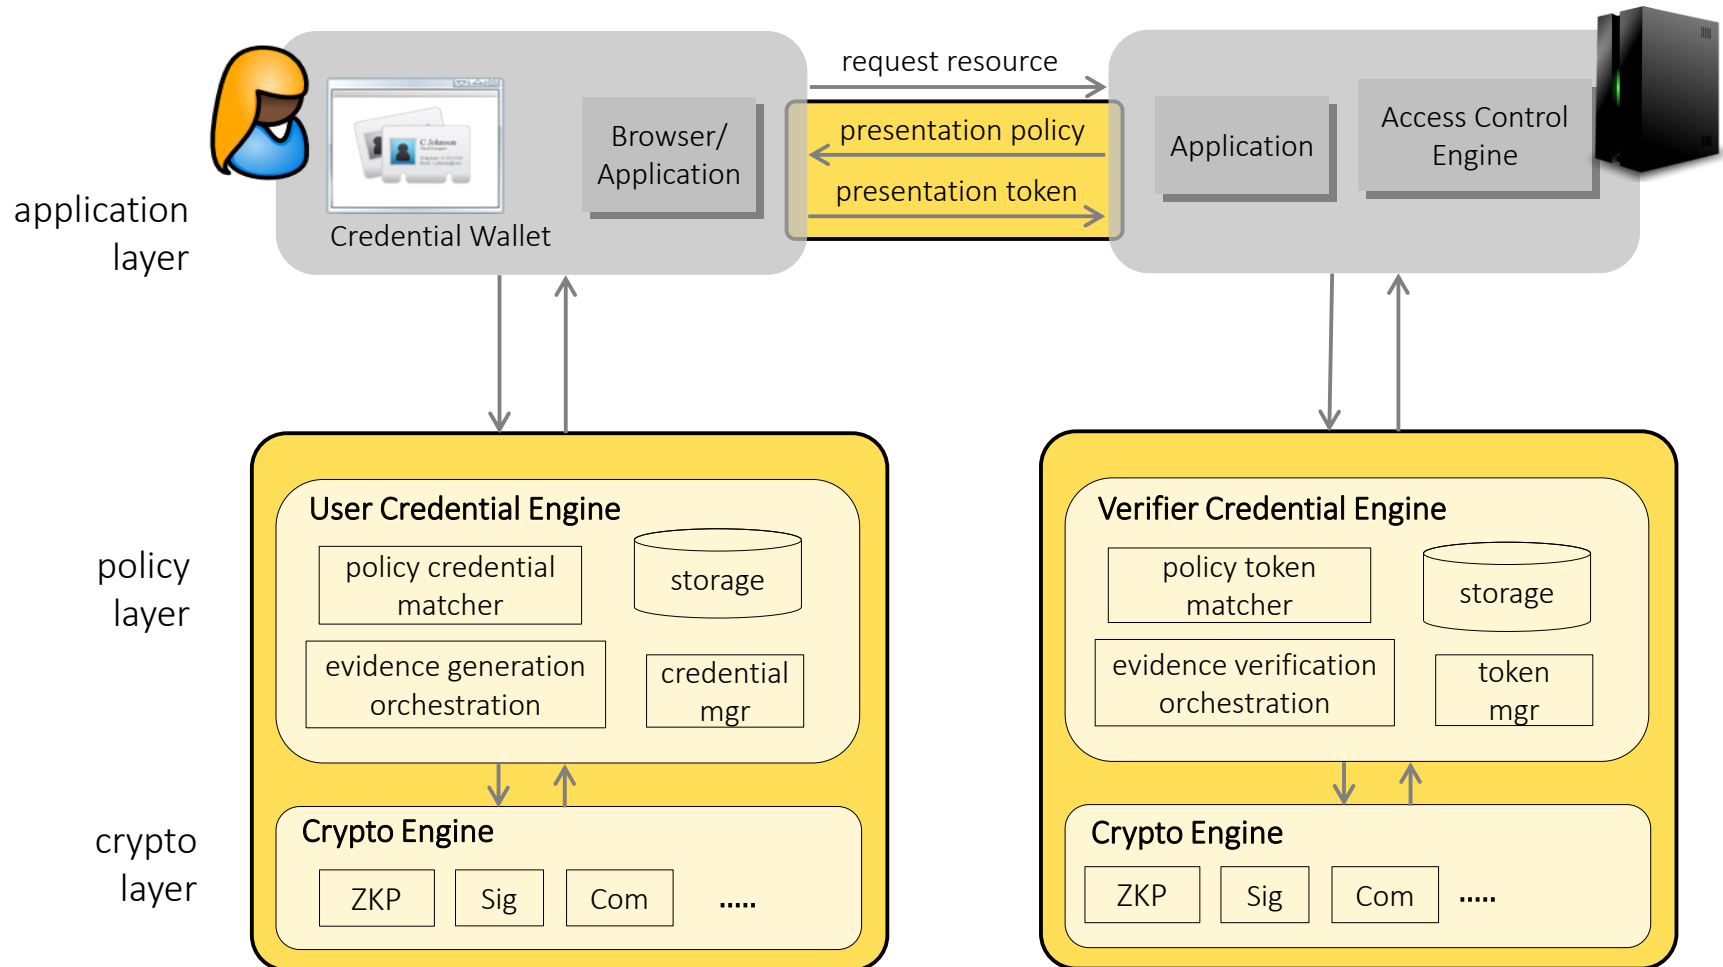 request resource
presentation policy
presentation token
C Johnson
Credential Wallet
Browser/
Application
Application
Access Control
Engine
application
layer
policy
layer
crypto
layer
User Credential Engine
policy credential
matcher
storage
evidence generation
orchestration
credential
mgr
Crypto Engine
ZKP
Sig
Com
.....
Verifier Credential Engine
policy token
matcher
storage
evidence verification
orchestration
token
mgr
Crypto Engine
ZKP
Sig
Com
.....